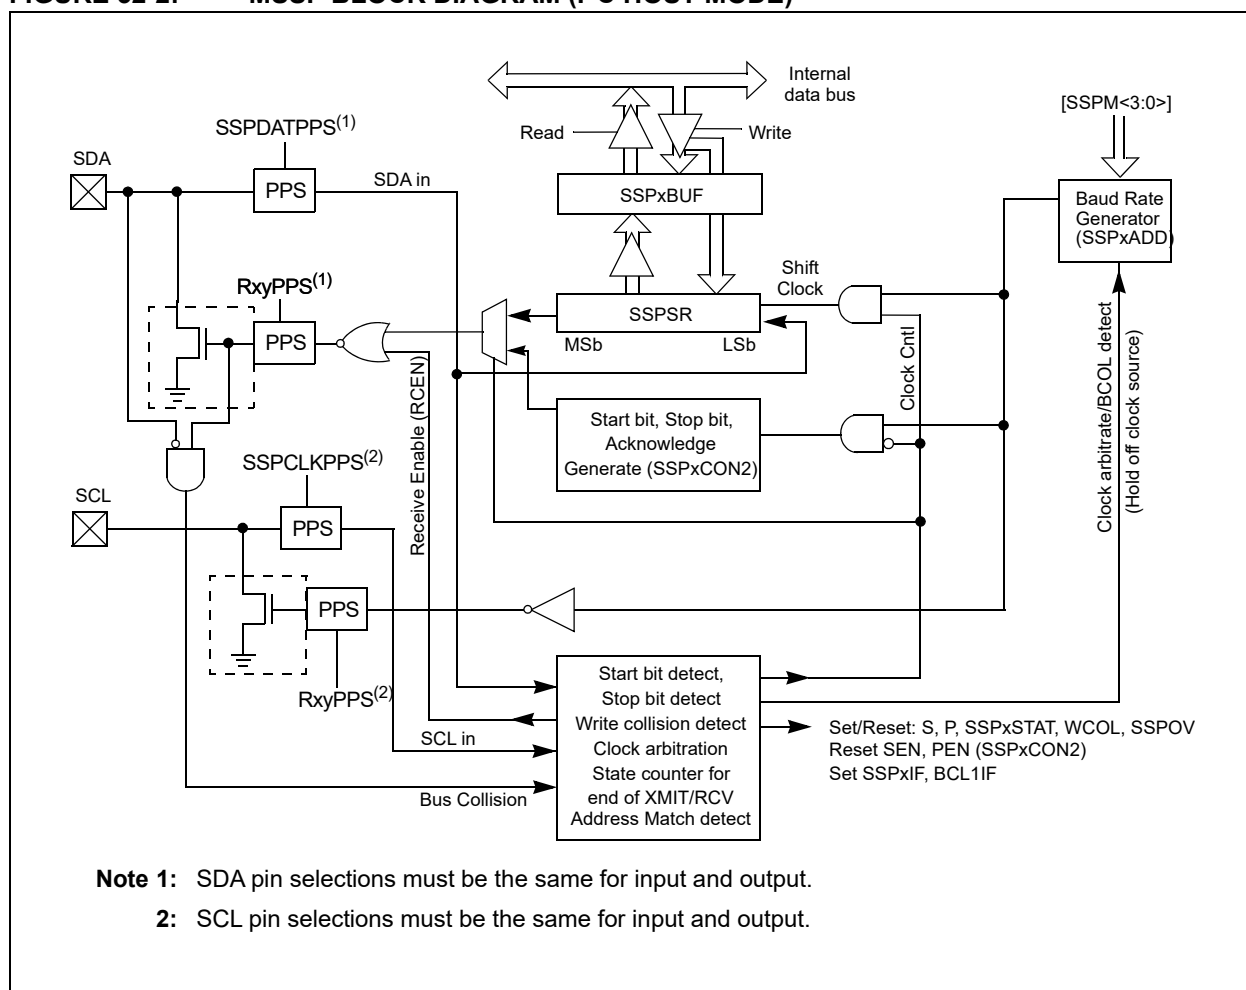 Internal
data bus
[SSPM<3:0>]
SSPDATPPS(1)
Read
Write
SDA
PPS
SDA in
SSPxBUF
Baud Rate
Generator
(SSPxADD)
RxyPPS(1)
Shift
Clock
PPS
SSPSR
MSb
LSb
Clock Cntl
Receive Enable (RCEN)
Clock arbitrate/BCOL detect
(Hold off clock source)
Start bit, Stop bit,
Acknowledge
Generate (SSPxCON2)
SSPCLKPPS(2)
SCL
PPS
PPS
RxyPPS(2)
SCL in
Bus Collision
Start bit detect,
Stop bit detect
Write collision detect
Clock arbitration
State counter for
end of XMIT/RCV
Address Match detect
Set/Reset: S, P, SSPxSTAT, WCOL, SSPOV
Reset SEN, PEN (SSPxCON2)
Set SSPxIF, BCL1IF
Note 1: SDA pin selections must be the same for input and output.
2: SCL pin selections must be the same for input and output.